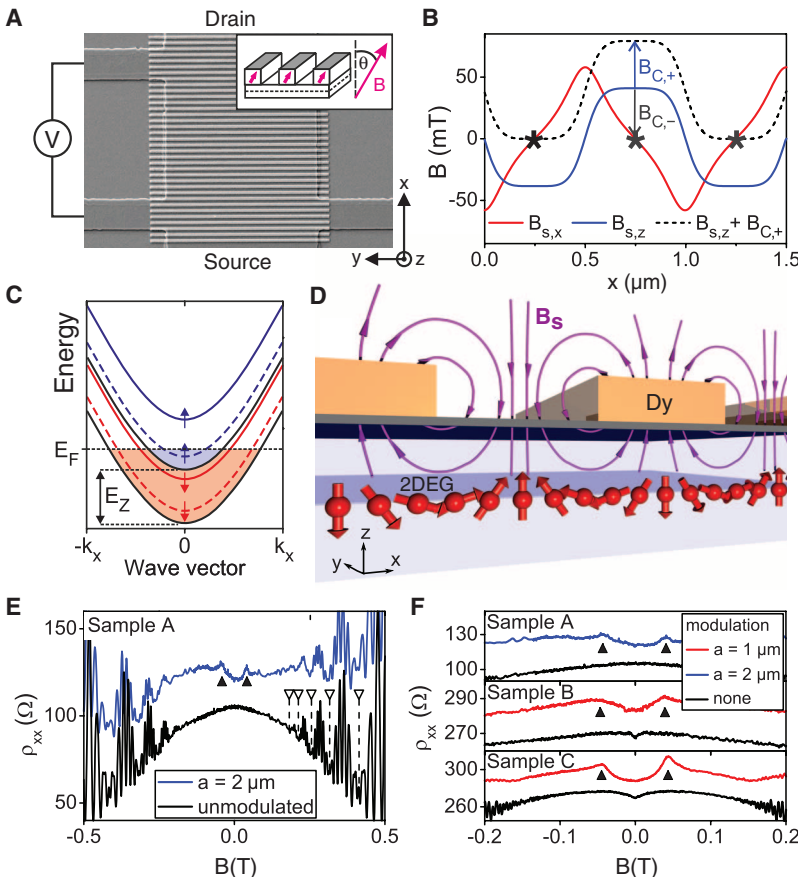 A
Drain
V
θ
B
x
y
z
Source
B
B (mT)
50
0
-50
B_C,+
B_C,-
B_s,x
B_s,z
B_s,z + B_C,+
0.0
0.5
1.0
1.5
x (µm)
C
Energy
E_F
E_Z
-k_x
0
k_x
Wave vector
D
B_s
Dy
2DEG
z
y
x
E
Sample A
150
100
50
ρ_xx (Ω)
a = 2 µm
unmodulated
-0.5
0.0
0.5
B(T)
F
Sample A
modulation
a = 1 µm
a = 2 µm
none
130
100
Sample B
290
270
Sample C
300
260
ρ_xx (Ω)
-0.2
-0.1
0.0
0.1
0.2
B(T)